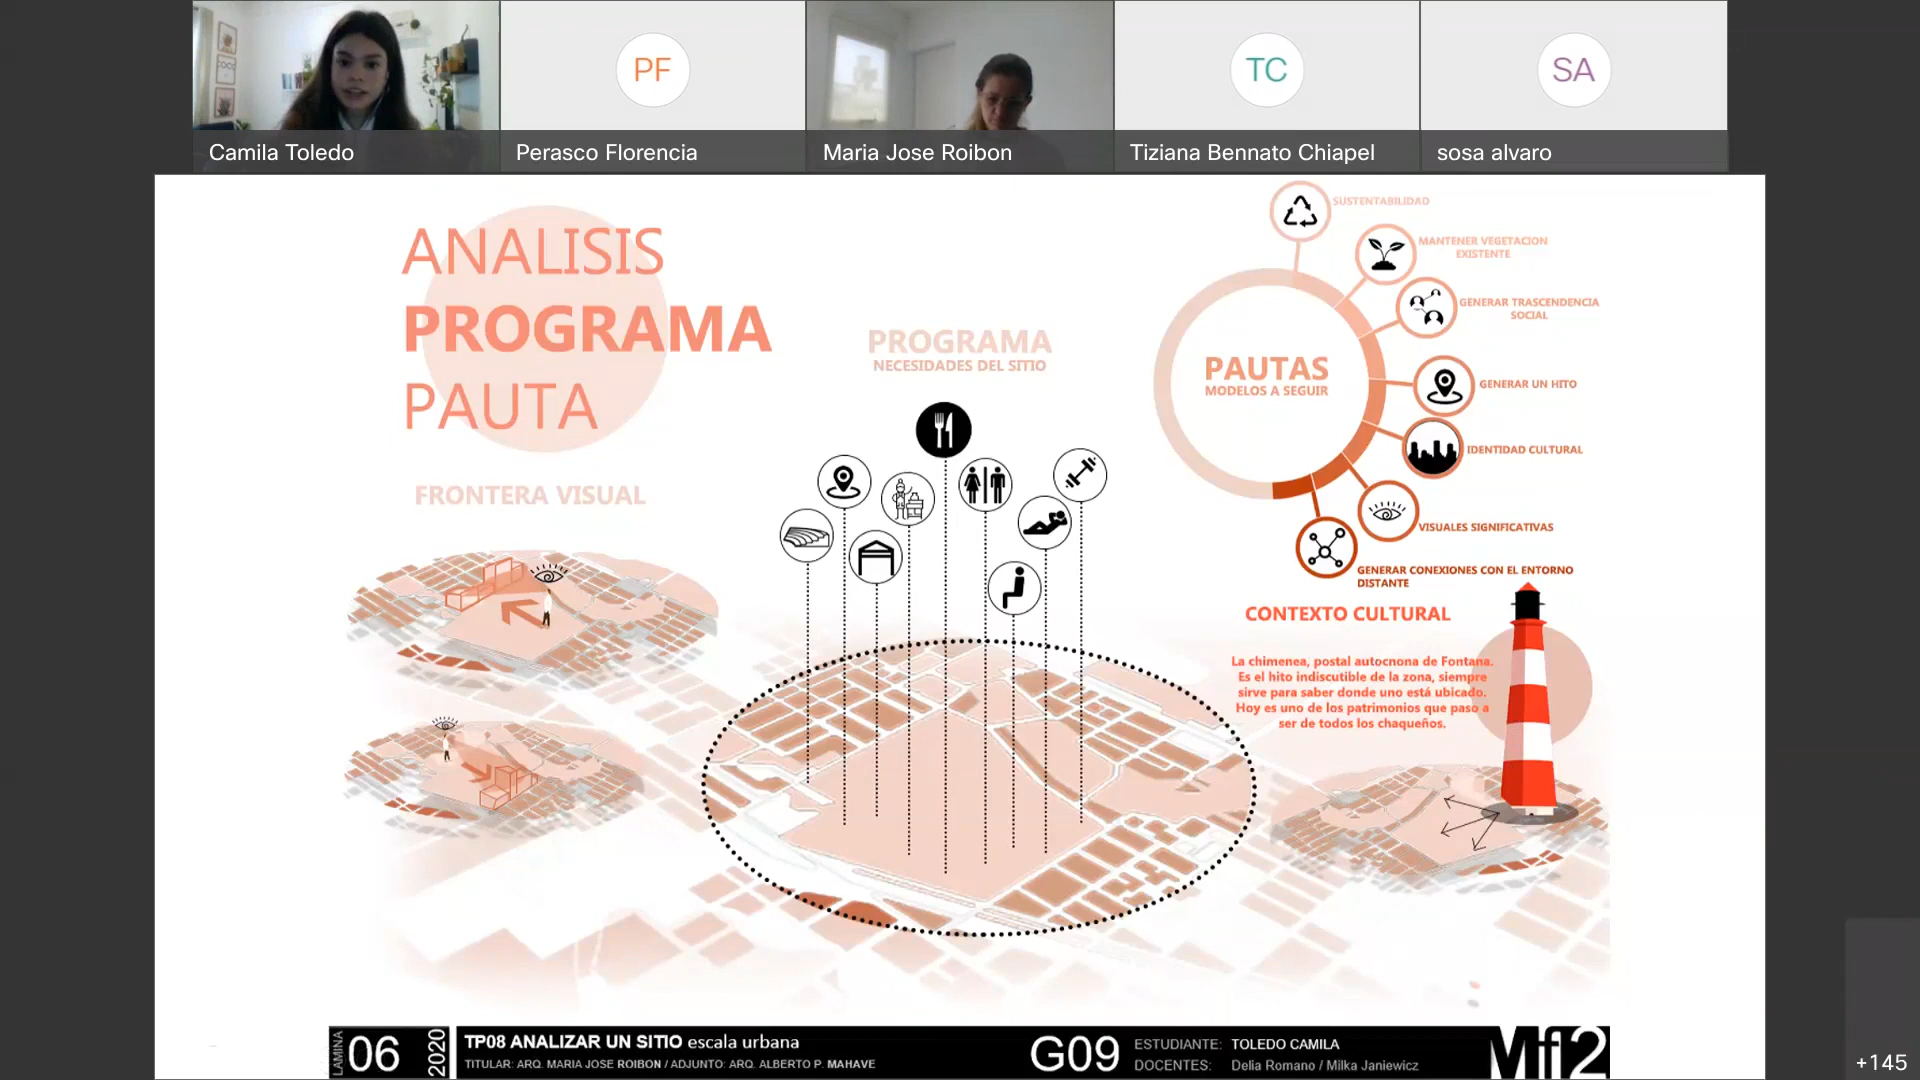 PF
TC
SA
Camila Toledo
Perasco Florencia
Maria Jose Roibon
Tiziana Bennato Chiapel
sosa alvaro
ANALISIS
PROGRAMA
PAUTA
FRONTERA VISUAL
PROGRAMA
NECESIDADES DEL SITIO
PAUTAS
MODELOS A SEGUIR
SUSTENTABILIDAD
MANTENER VEGETACION
EXISTENTE
GENERAR TRASCENDENCIA
SOCIAL
GENERAR UN HITO
IDENTIDAD CULTURAL
VISUALES SIGNIFICATIVAS
GENERAR CONEXIONES CON EL ENTORNO
DISTANTE
CONTEXTO CULTURAL
La chimenea, postal autocnona de Fontana.
Es el hito indiscutible de la zona, siempre
sirve para saber donde uno está ubicado.
Hoy es uno de los patrimonios que paso a
ser de todos los chaqueños.
LAMINA
06
2020
TP08 ANALIZAR UN SITIO escala urbana
TITULAR: ARQ. MARIA JOSE ROIBON / ADJUNTO: ARQ. ALBERTO P. MAHAVE
G09
ESTUDIANTE: TOLEDO CAMILA
DOCENTES: Delia Romano / Milka Janiewicz
Mfi2
+145